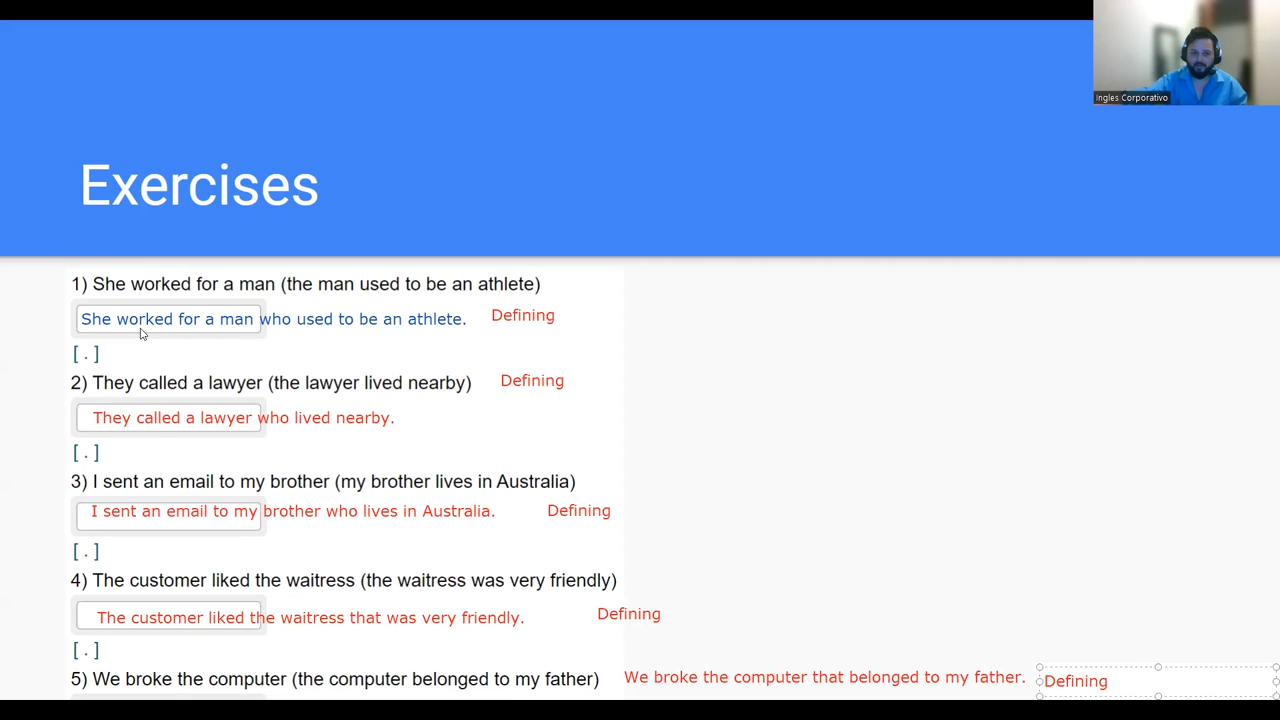 Ingles Corporativo
Exercises
1) She worked for a man (the man used to be an athlete)
She worked for a man who used to be an athlete. Defining
[ . ]
2) They called a lawyer (the lawyer lived nearby) Defining
They called a lawyer who lived nearby.
[ . ]
3) I sent an email to my brother (my brother lives in Australia)
I sent an email to my brother who lives in Australia. Defining
[ . ]
4) The customer liked the waitress (the waitress was very friendly)
The customer liked the waitress that was very friendly. Defining
[ . ]
5) We broke the computer (the computer belonged to my father) We broke the computer that belonged to my father. Defining